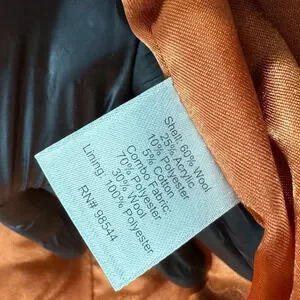 Shell: 60% Wool
25% Acrylic
10% Polyester
5% Cotton
Combo Fabric:
70% Polyester
30% Wool
Lining: 100% Polyester
RN# 98544